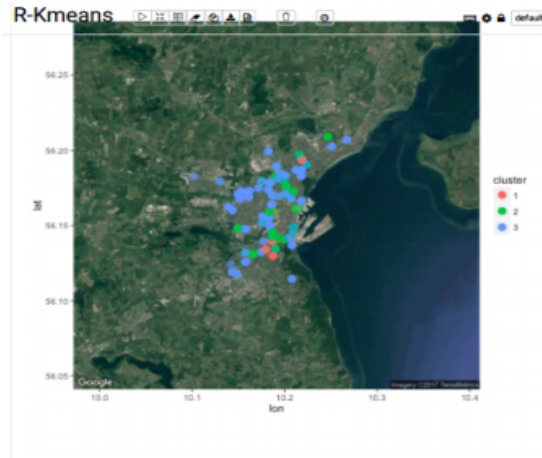 R-Kmeans
default
56.25
56.20
56.15
56.10
56.05
lat
10.0
10.1
10.2
10.3
10.4
lon
Google
Imagery ©2017 TerraMetrics
cluster
1
2
3